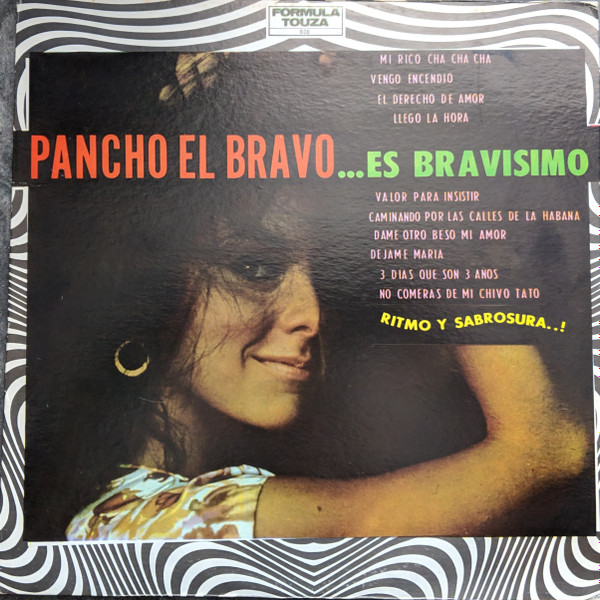 FORMULA
TOUZA
MI RICO CHA CHA CHA
VENGO ENCENDIO
EL DERECHO DE AMOR
LLEGO LA HORA
PANCHO EL BRAVO...ES BRAVISIMO
VALOR PARA INSISTIR
CAMINANDO POR LAS CALLES DE LA HABANA
DAME OTRO BESO MI AMOR
DEJAME MARIA
3 DIAS QUE SON 3 AÑOS
NO COMERAS DE MI CHIVO TATO
RITMO Y SABROSURA..!